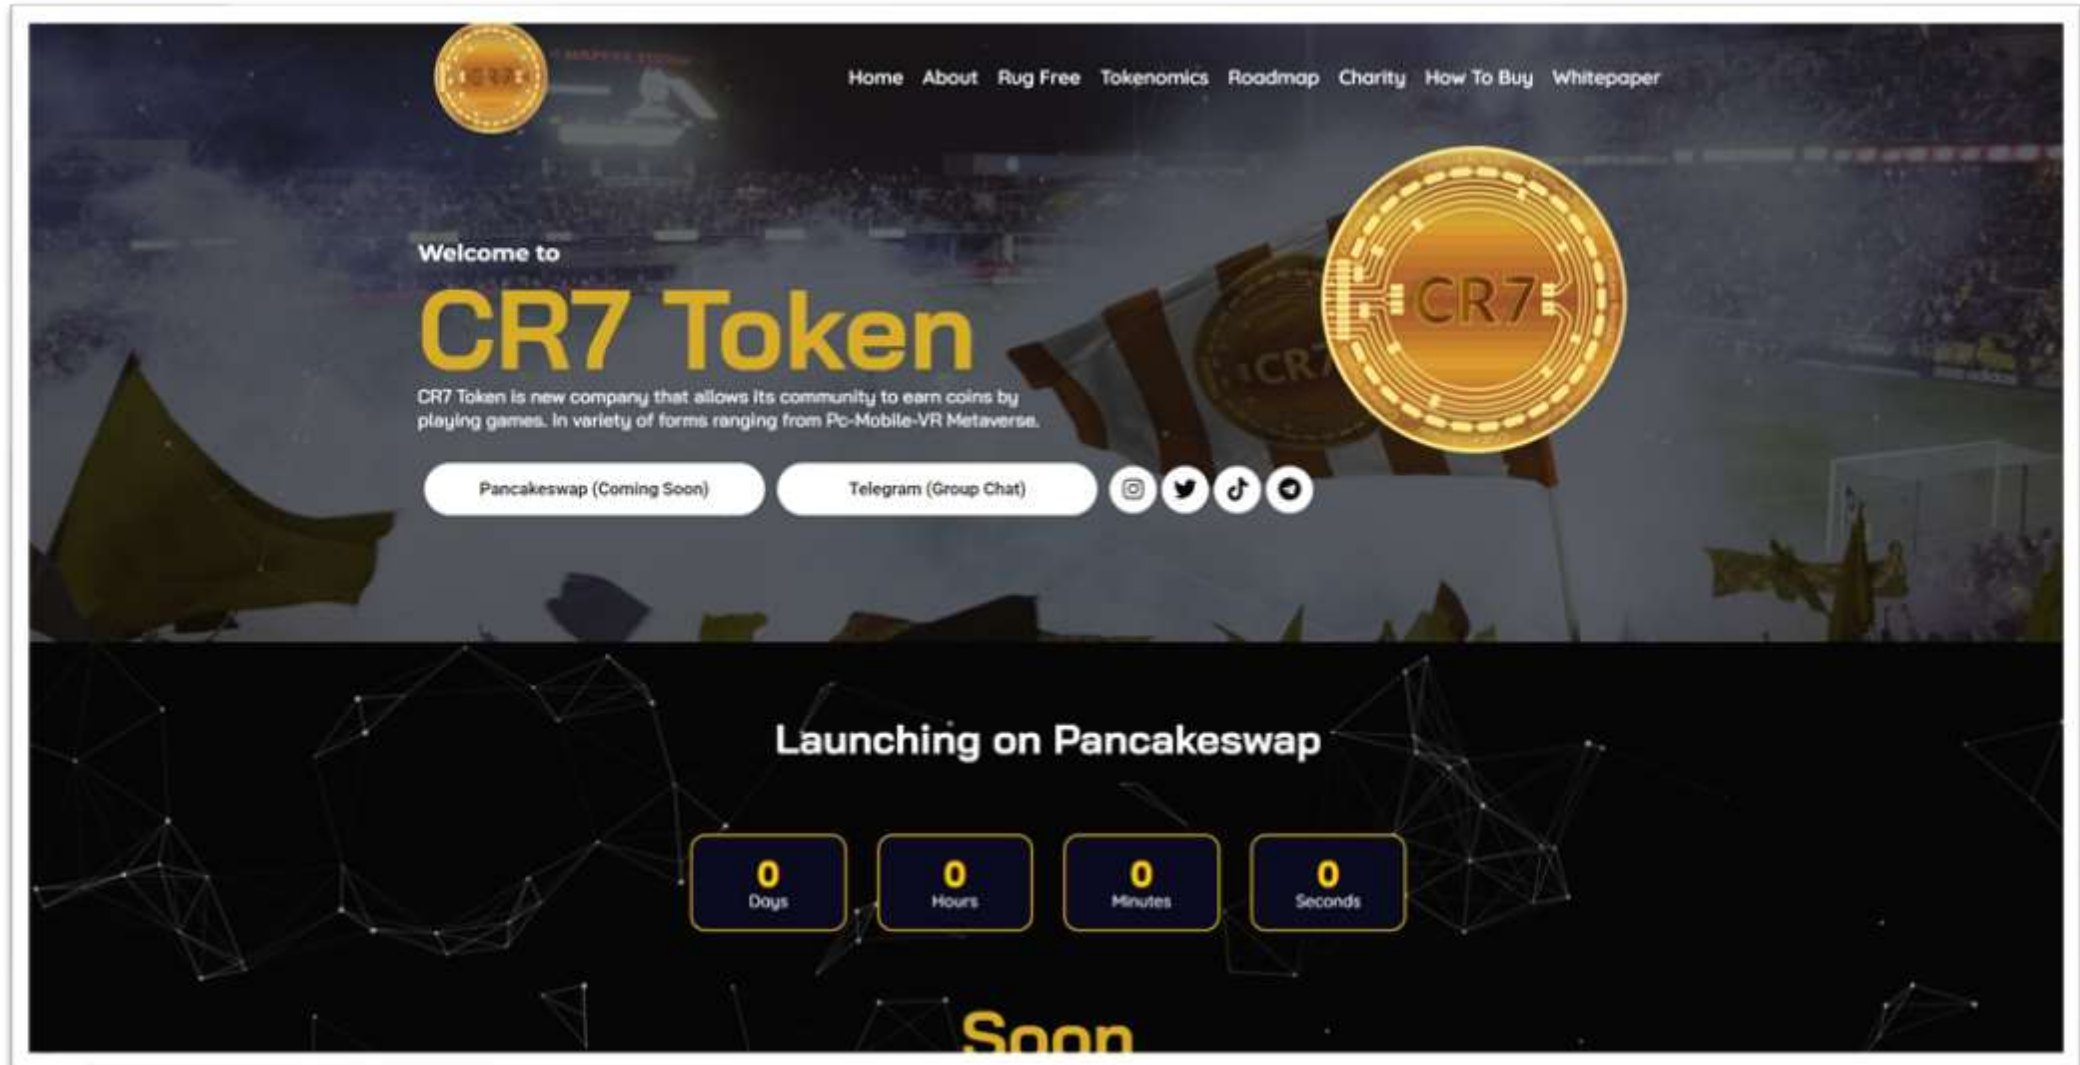 CR7
Home About Rug Free Tokenomics Roadmap Charity How To Buy Whitepaper
Welcome to
CR7 Token
CR7
CR7
CR7 Token is new company that allows its community to earn coins by
playing games. In variety of forms ranging from Pc-Mobile-VR Metaverse.
Pancakeswap (Coming Soon) Telegram (Group Chat)
Launching on Pancakeswap
0 0 0 0
Days Hours Minutes Seconds
Soon